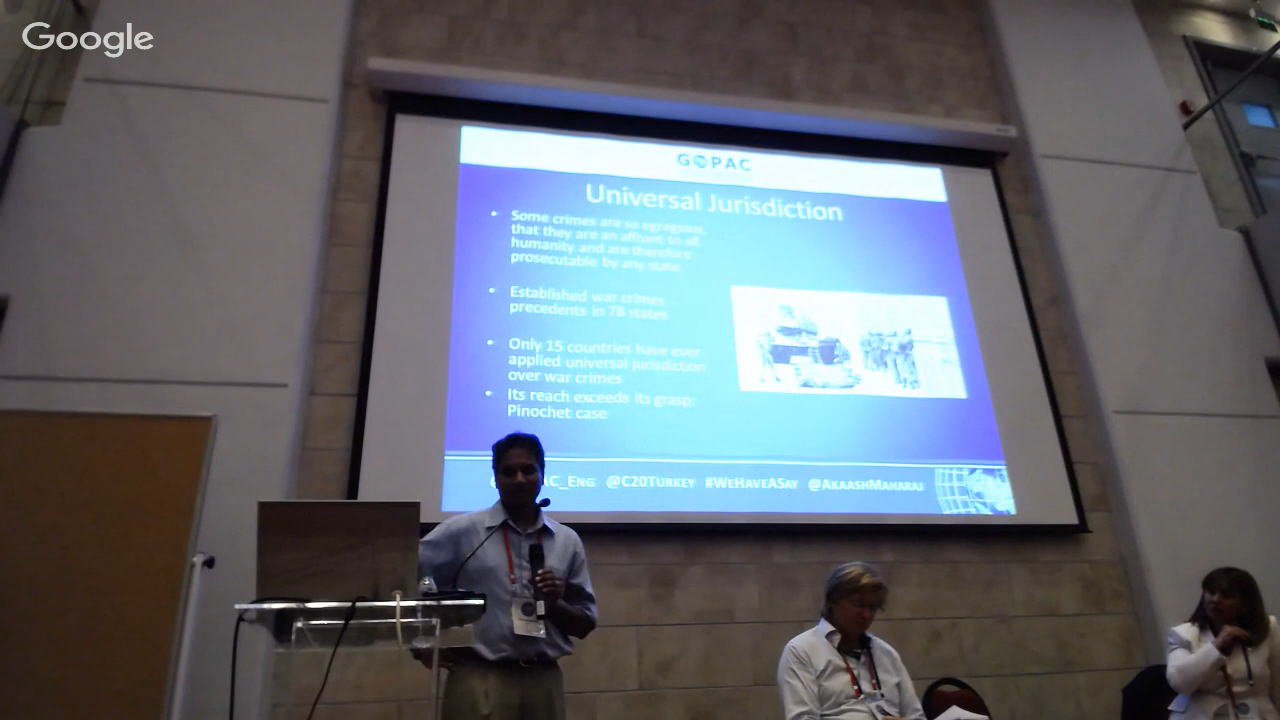 Google
GOPAC
Universal Jurisdiction
• Some crimes are so egregious,
that they are an affront to all
humanity and are therefore
prosecutable by any state.
• Established war crimes
precedents in 78 states
• Only 15 countries have ever
applied universal jurisdiction
over war crimes
• Its reach exceeds its grasp:
Pinochet case
AC_ENG @C20TURKEY #WEHAVEASAY @AKAASHMAHARAJ